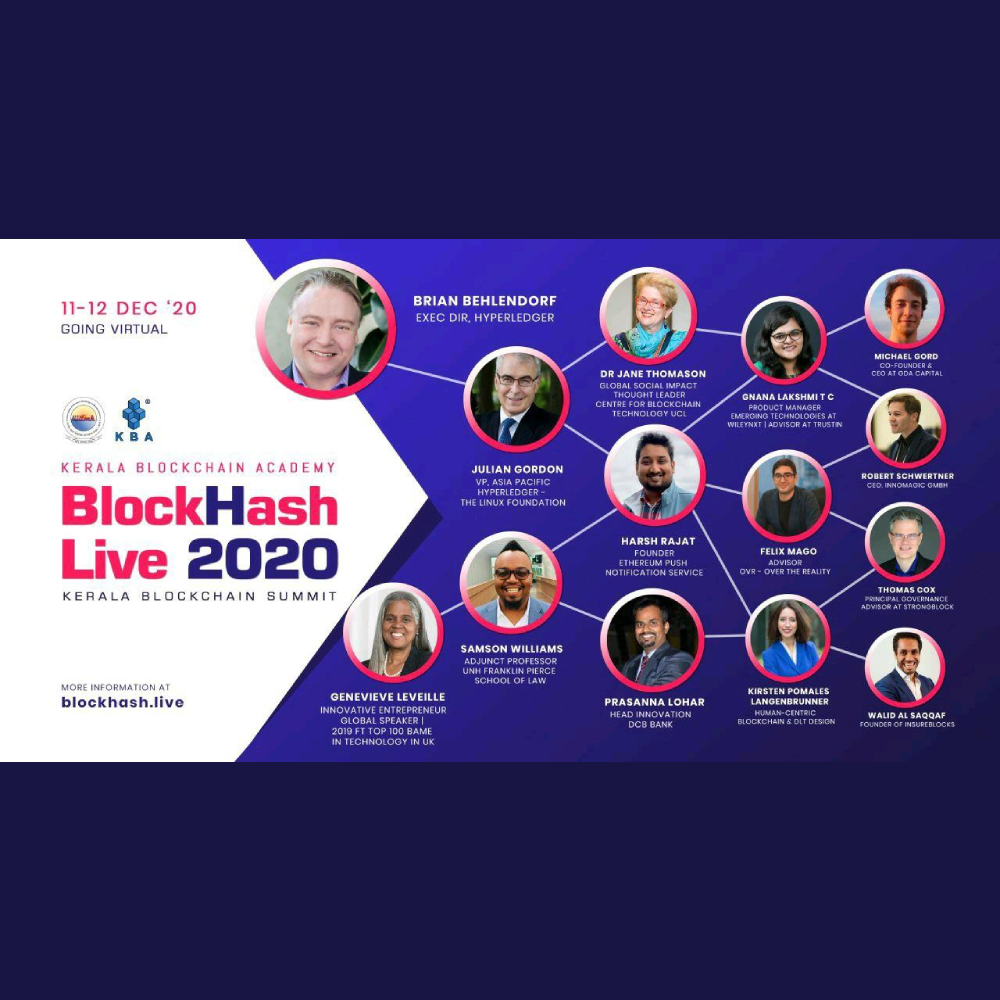 11-12 DEC ‘20
GOING VIRTUAL
KBA
KERALA BLOCKCHAIN ACADEMY
BlockHash
Live 2020
KERALA BLOCKCHAIN SUMMIT
MORE INFORMATION AT
blockhash.live
BRIAN BEHLENDORF
EXEC DIR, HYPERLEDGER
JULIAN GORDON
VP, ASIA PACIFIC
HYPERLEDGER -
THE LINUX FOUNDATION
DR JANE THOMASON
GLOBAL SOCIAL IMPACT
THOUGHT LEADER
CENTRE FOR BLOCKCHAIN
TECHNOLOGY UCL
GNANA LAKSHMI T C
PRODUCT MANAGER
EMERGING TECHNOLOGIES AT
WILEYNXT | ADVISOR AT TRUSTIN
MICHAEL GORD
CO-FOUNDER &
CEO AT GDA CAPITAL
ROBERT SCHWERTNER
CEO, INNOMAGIC GMBH
HARSH RAJAT
FOUNDER
ETHEREUM PUSH
NOTIFICATION SERVICE
FELIX MAGO
ADVISOR
OVR - OVER THE REALITY
THOMAS COX
PRINCIPAL GOVERNANCE
ADVISOR AT STRONGBLOCK
GENEVIEVE LEVEILLE
INNOVATIVE ENTREPRENEUR
GLOBAL SPEAKER |
2019 FT TOP 100 BAME
IN TECHNOLOGY IN UK
SAMSON WILLIAMS
ADJUNCT PROFESSOR
UNH FRANKLIN PIERCE
SCHOOL OF LAW
PRASANNA LOHAR
HEAD INNOVATION
DCB BANK
KIRSTEN POMALES
LANGENBRUNNER
HUMAN-CENTRIC
BLOCKCHAIN & DLT DESIGN
WALID AL SAQQAF
FOUNDER OF INSUREBLOCKS